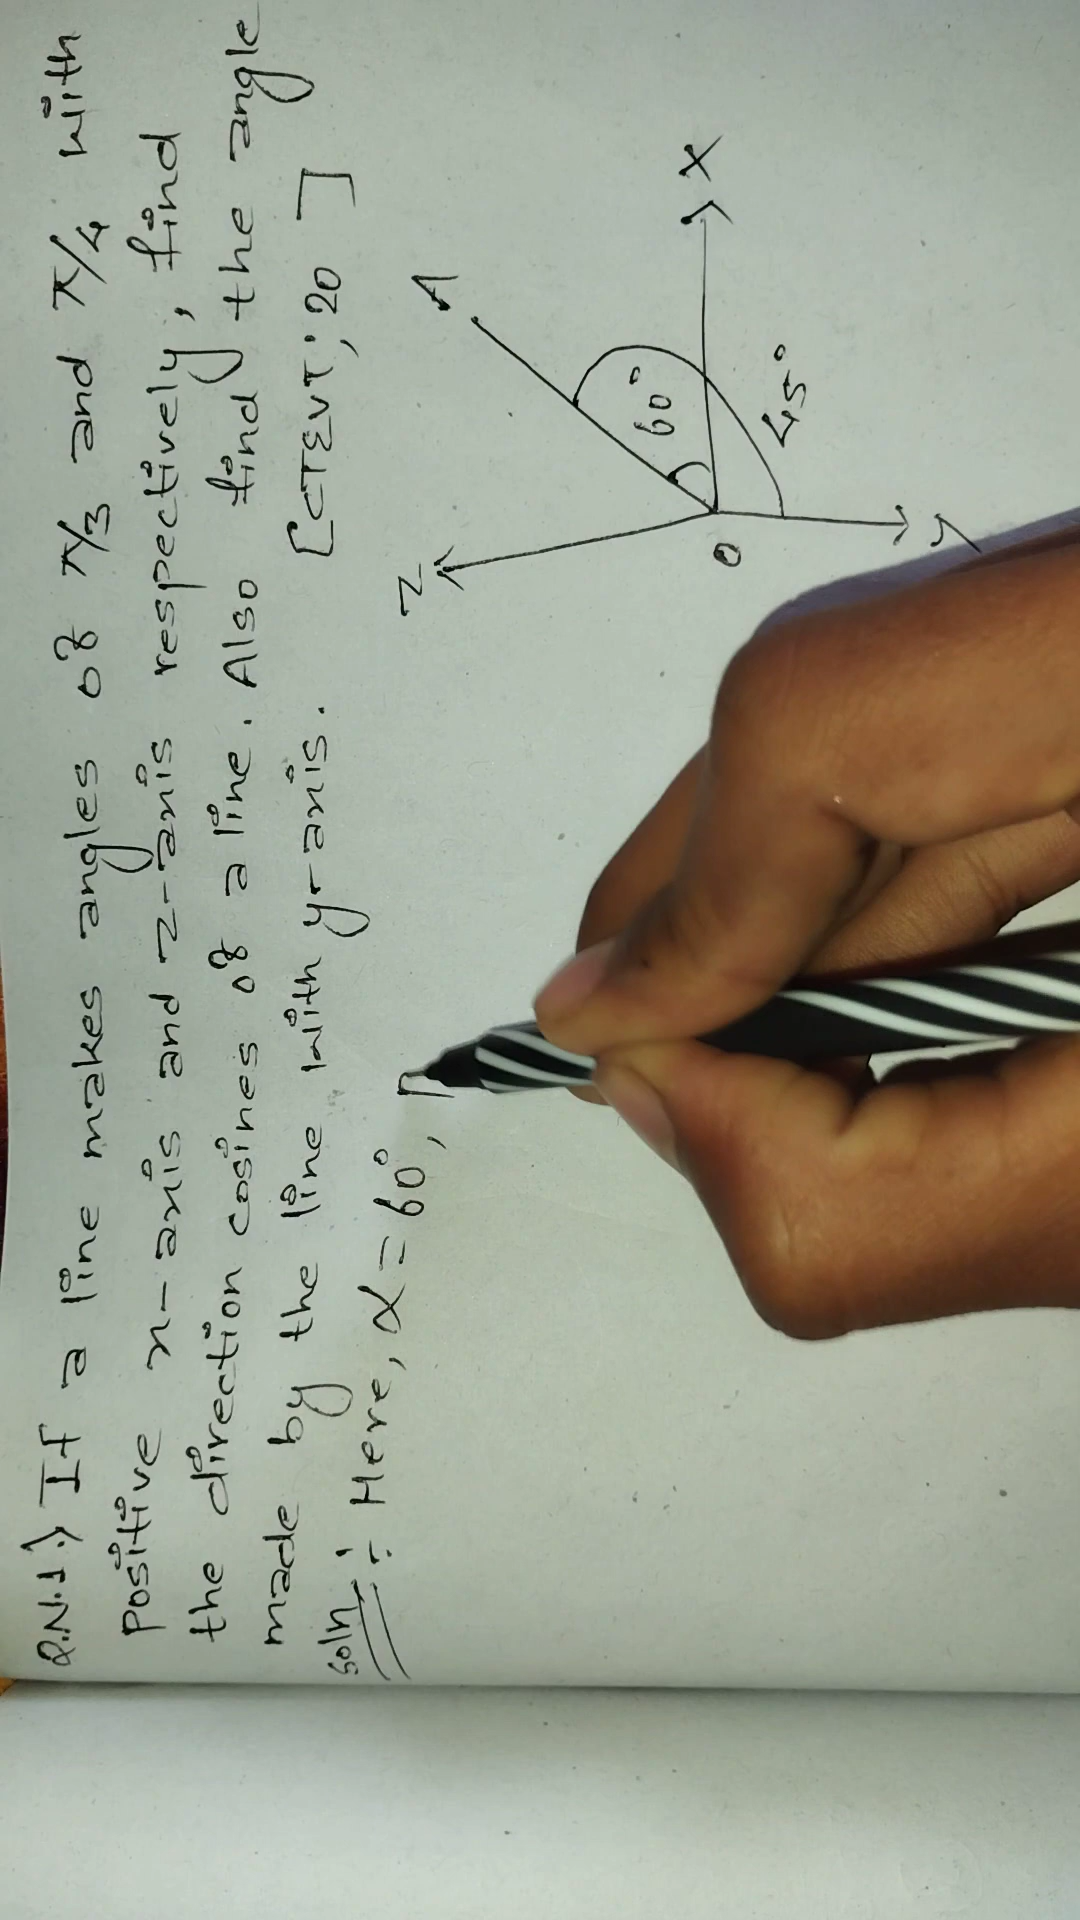 Q.N.1.) If a line makes angles of π/3 and π/4 with
positive x-axis and z-axis respectively, find
the direction cosines of a line. Also find the angle
made by the line with y-axis. [CTEVT; 20 ]
soln: Here, α = 60°,
Z
A
60°
X
O
45°
y